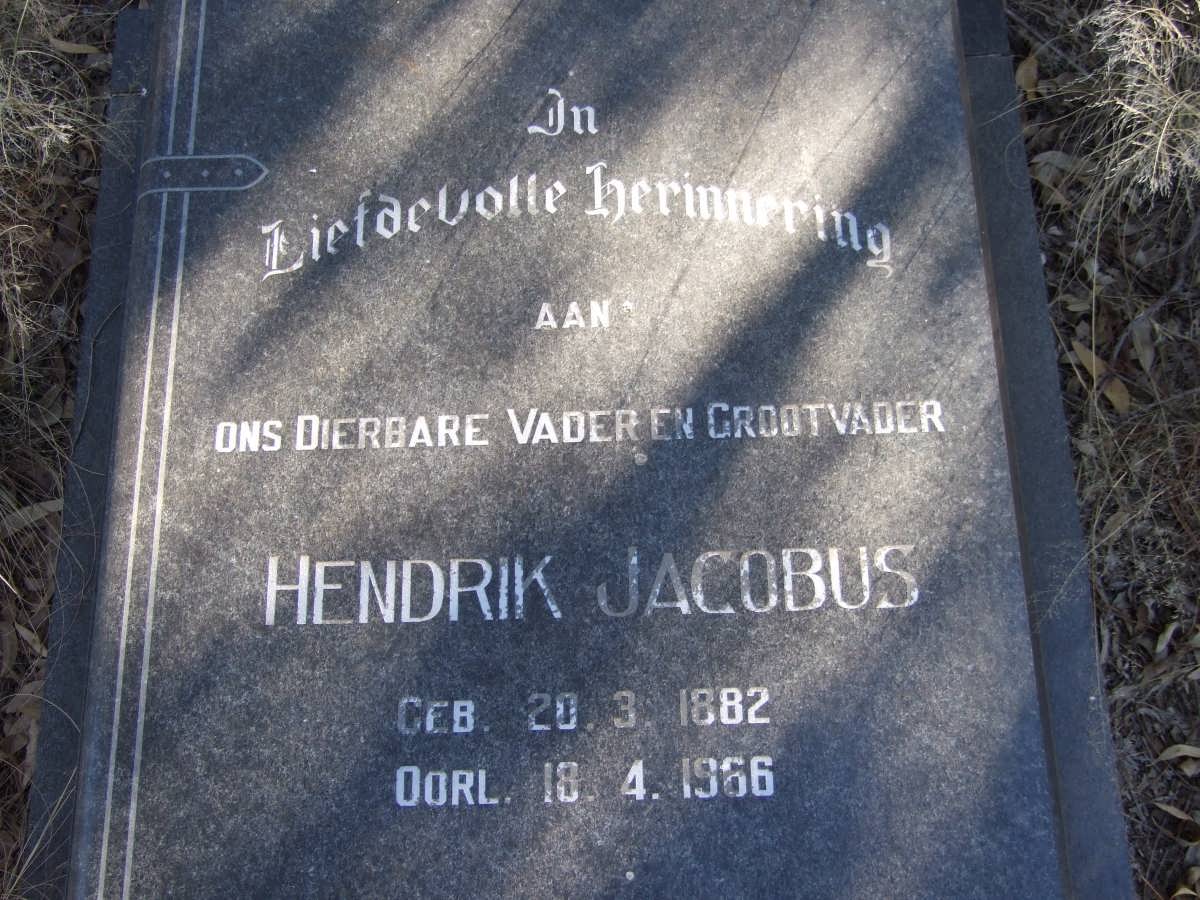 In
Liefdevolle Herinnering
AAN
ONS DIERBARE VADER EN GROOTVADER
HENDRIK JACOBUS
GEB. 20. 3. 1882
OORL. 18. 4. 1966